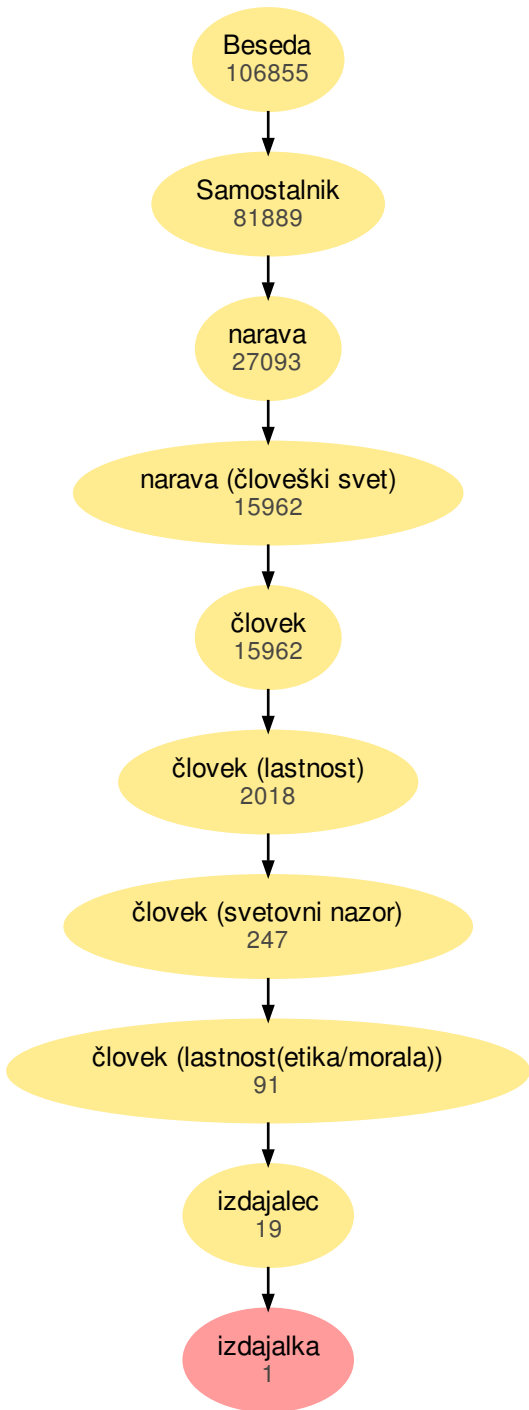 Beseda
106855
Samostalnik
81889
narava
27093
narava (človeški svet)
15962
človek
15962
človek (lastnost)
2018
človek (svetovni nazor)
247
človek (lastnost(etika/morala))
91
izdajalec
19
izdajalka
1